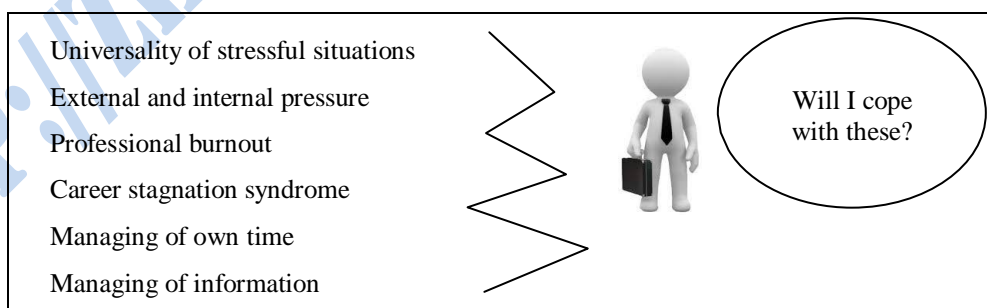 Universality of stressful situations
External and internal pressure
Professional burnout
Career stagnation syndrome
Managing of own time
Managing of information
Will I cope
with these?